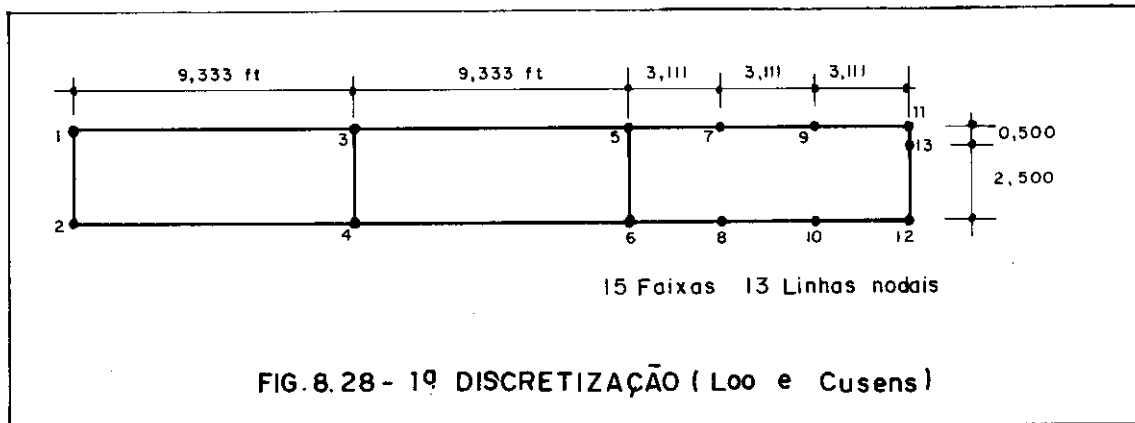 9,333 ft 9,333 ft 3,111 3,111 3,111
1 3 5 7 9 11
13 0,500
2,500
2 4 6 8 10 12
15 Faixas 13 Linhas nodais
FIG.8.28- 1ª DISCRETIZAÇÃO (Loo e Cusens)